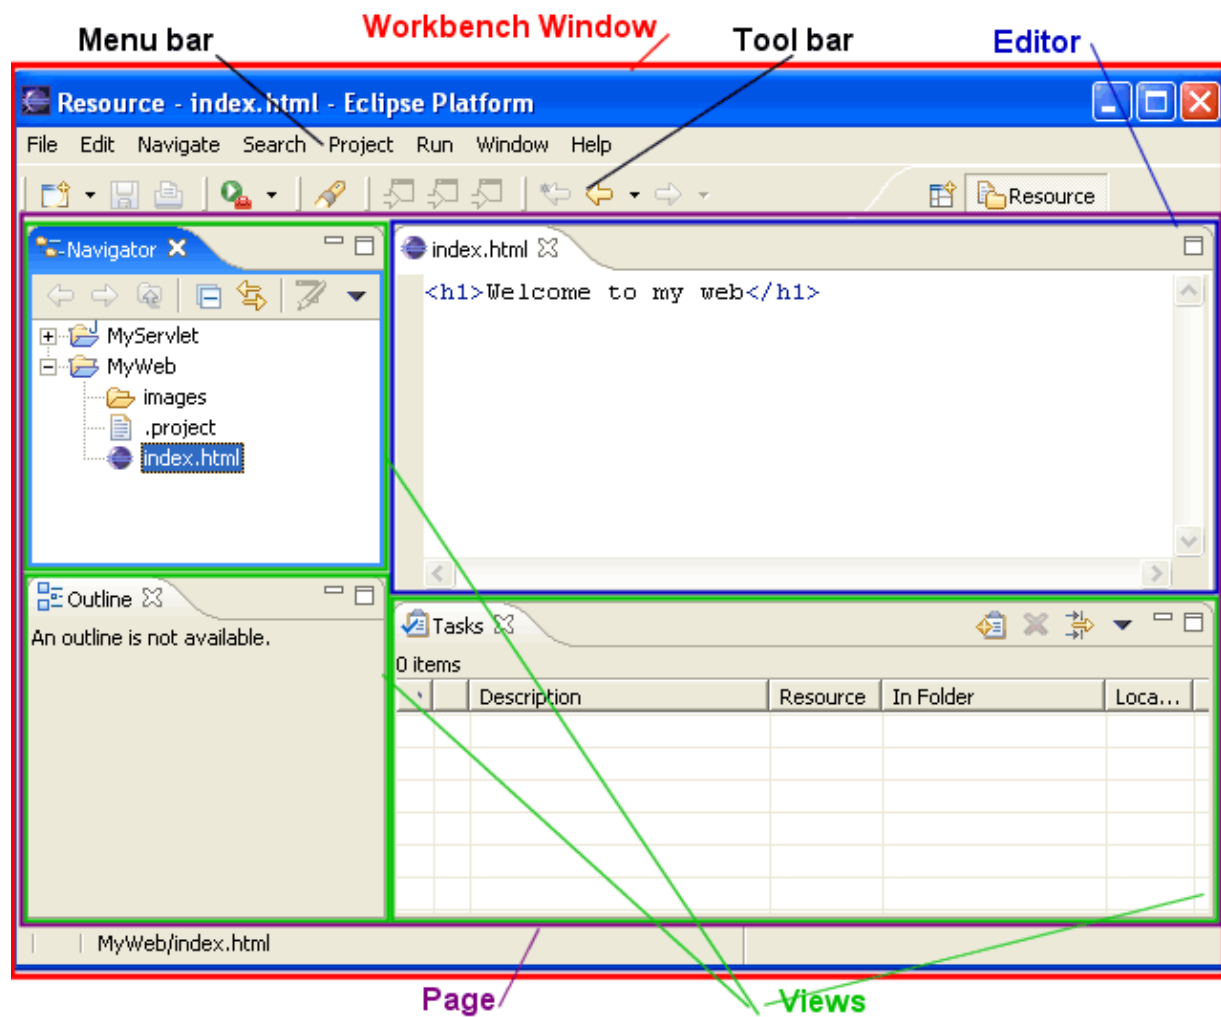 Menu bar
Workbench Window
Tool bar
Editor
Resource - index.html - Eclipse Platform
File Edit Navigate Search Project Run Window Help
Resource
Navigator
index.html
<h1>Welcome to my web</h1>
MyServlet
MyWeb
images
.project
index.html
Outline
An outline is not available.
Tasks
0 items
Description Resource In Folder Loca...
MyWeb/index.html
Page
Views